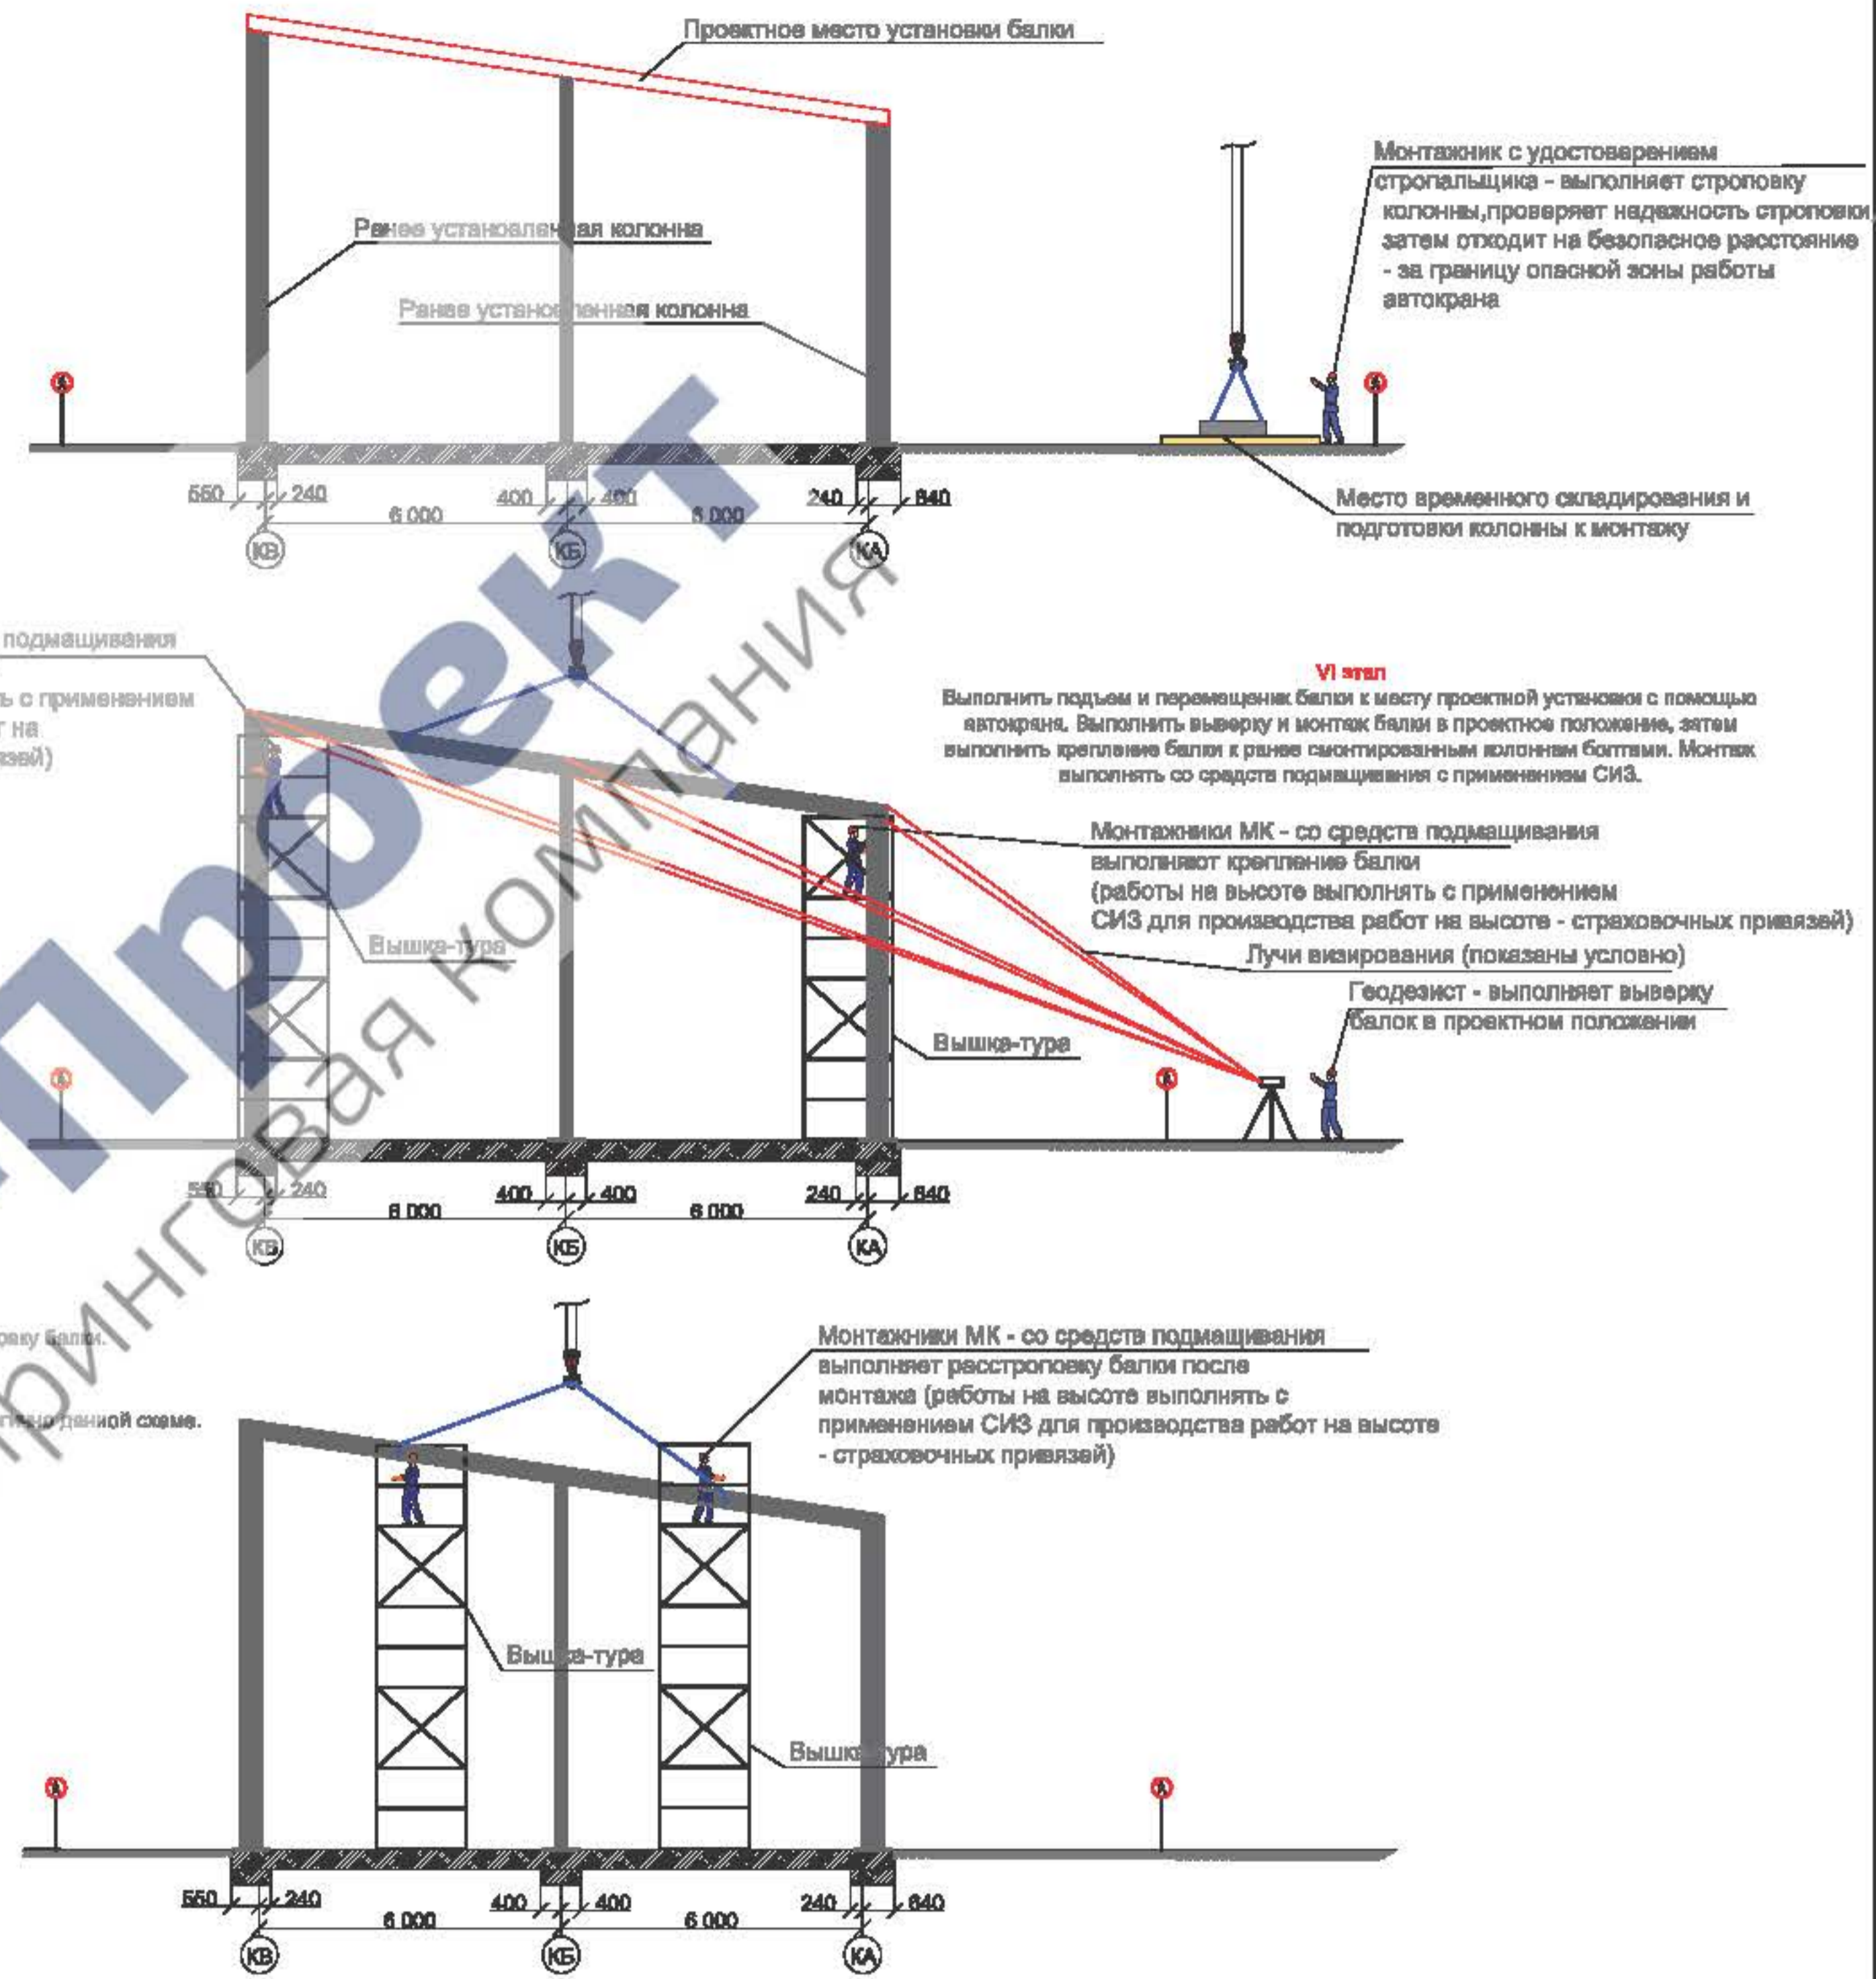 Проектное место установки балки
Монтажник с удостоверением
стропальщика - выполняет строповку
колонны,проверяет надежность строповки,
затем отходит на безопасное расстояние
- за границу опасной зоны работы
автокрана
Ранее установленная колонна
Ранее установленная колонна
550 240 400 400 240 640
6 000 6 000
КВ КБ КА
Место временного складирования и
подготовки колонны к монтажу
подмащивания
с применением
на
VI этап
Выполнить подъем и перемещение балки к месту проектной установки с помощью
автокрана. Выполнить выверку и монтаж балки в проектное положение, затем
выполнить крепление балки к ранее смонтированным колоннам болтами. Монтаж
выполнять со средств подмащивания с применением СИЗ.
Монтажники МК - со средств подмащивания
выполняют крепление балки
(работы на высоте выполнять с применением
СИЗ для производства работ на высоте - страховочных привязей)
Вышка-тура
Лучи визирования (показаны условно)
Геодезист - выполняет выверку
балок в проектном положении
Вышка-тура
550 240 400 400 240 640
6 000 6 000
КВ КБ КА
балки.
данной схеме.
Монтажники МК - со средств подмащивания
выполняет расстроповку балки после
монтажа (работы на высоте выполнять с
применением СИЗ для производства работ на высоте
- страховочных привязей)
Вышка-тура
Вышка-тура
550 240 400 400 240 640
6 000 6 000
КВ КБ КА
Проект
ринговая компания